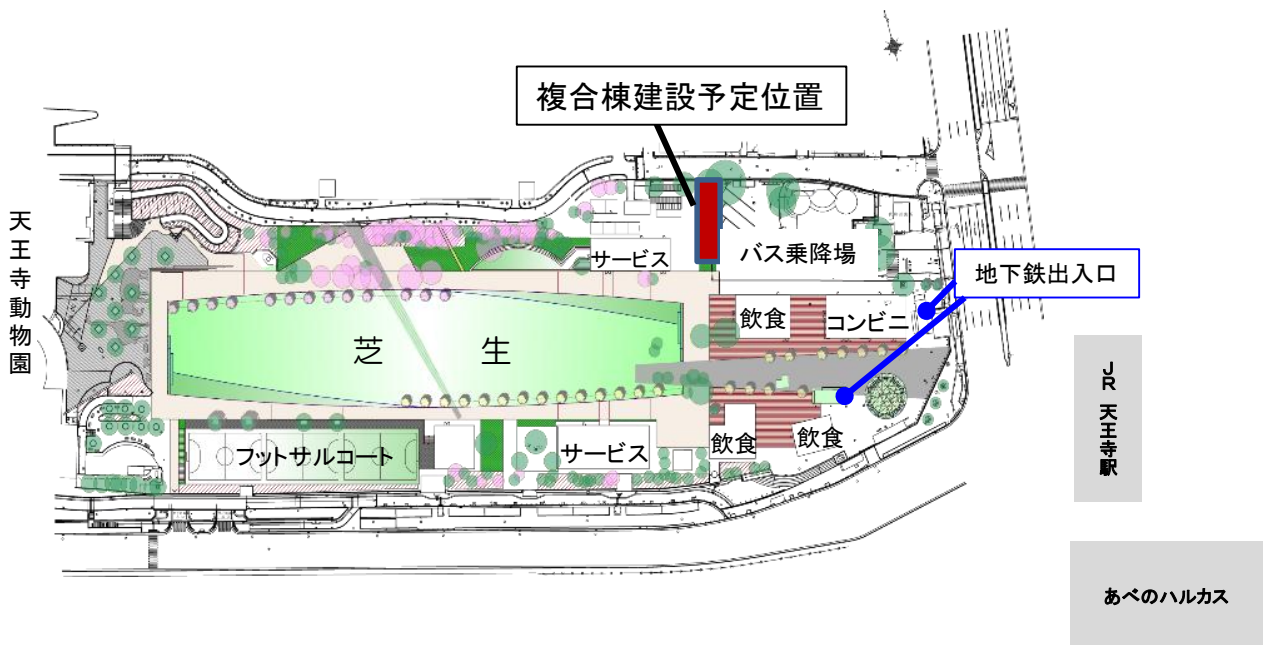 複合棟建設予定位置
天王寺動物園
サービス
バス乗降場
地下鉄出入口
飲食
コンビニ
芝生
JR 天王寺駅
フットサルコート
サービス
飲食
飲食
あべのハルカス